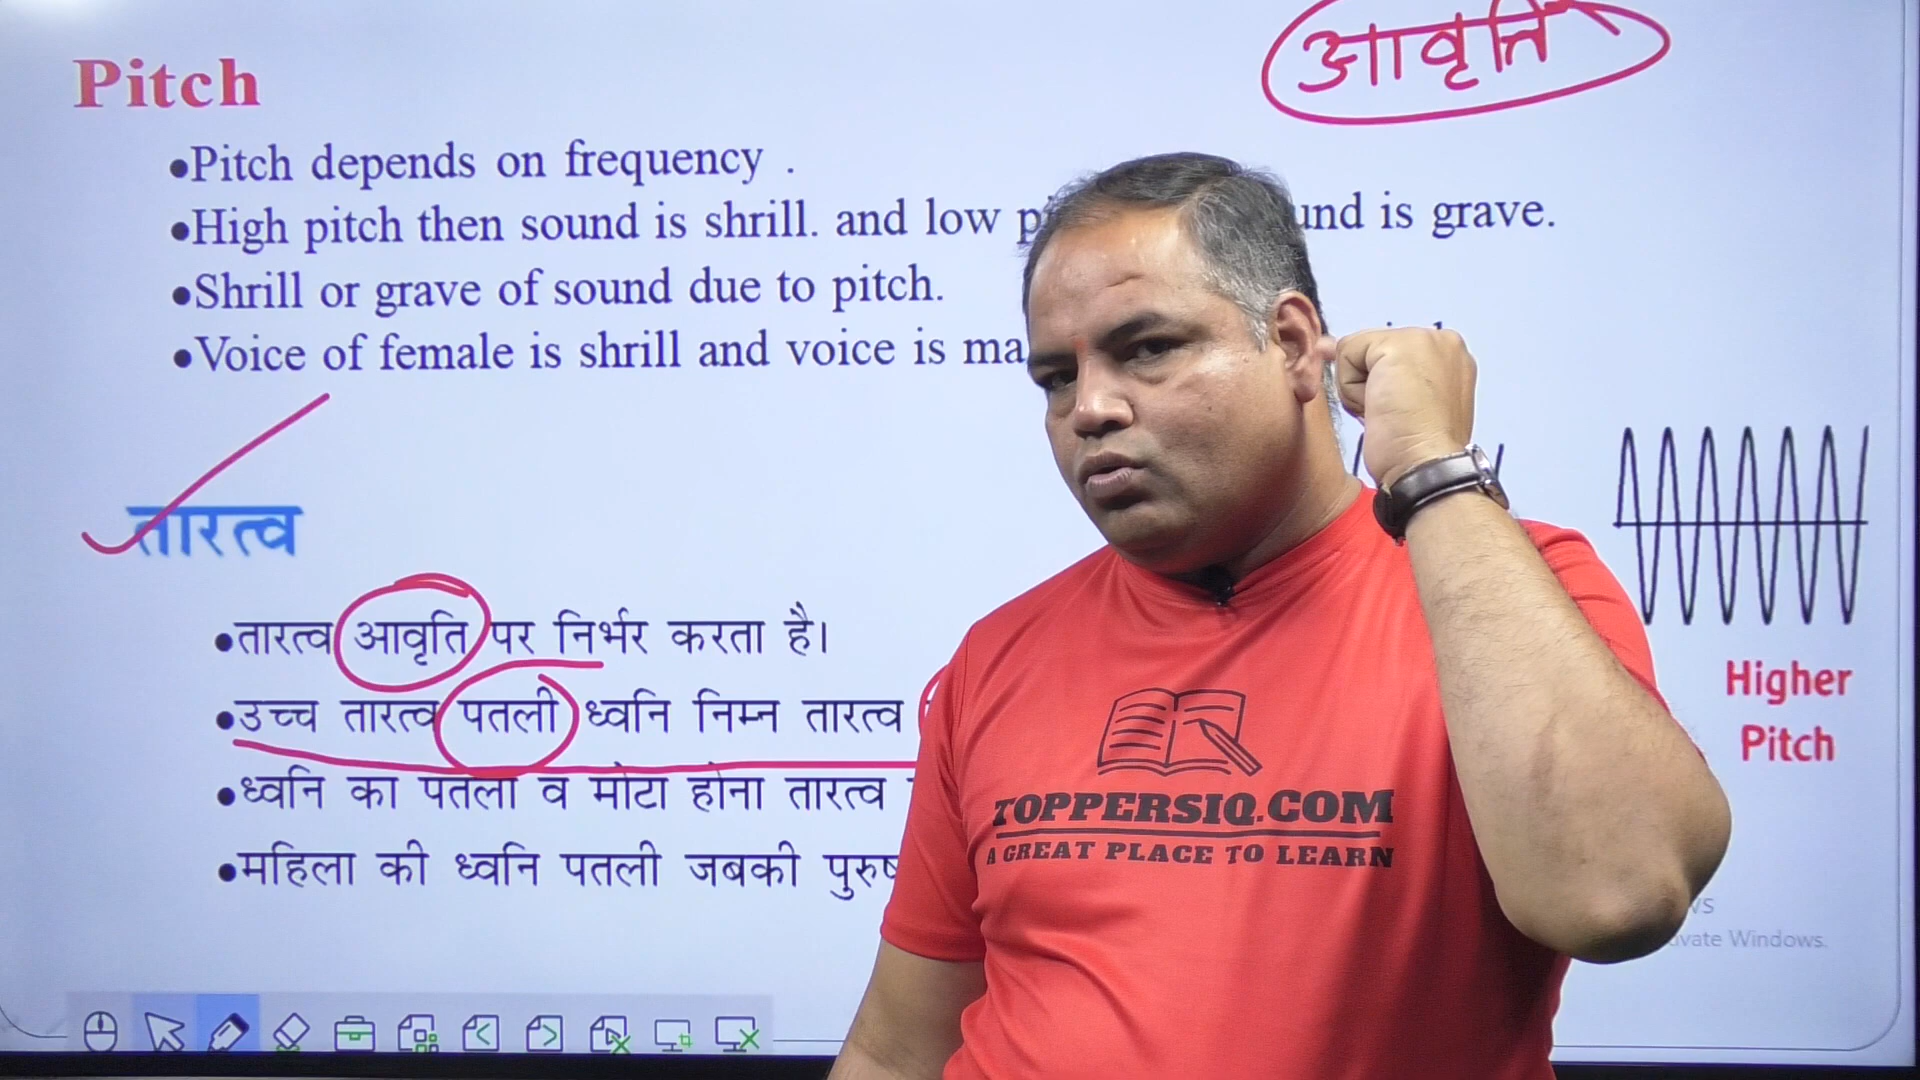 Pitch
आवृत्ति
•Pitch depends on frequency .
•High pitch then sound is shrill. and low und is grave.
•Shrill or grave of sound due to pitch.
•Voice of female is shrill and voice is ma
तारत्व
•तारत्व आवृति पर निर्भर करता है।
•उच्च तारत्व पतली ध्वनि निम्न तारत्व
•ध्वनि का पतला व मोटा होना तारत्व
•महिला की ध्वनि पतली जबकी पुरुष
Higher
Pitch
TOPPERSIQ.COM
A GREAT PLACE TO LEARN
vate Windows.